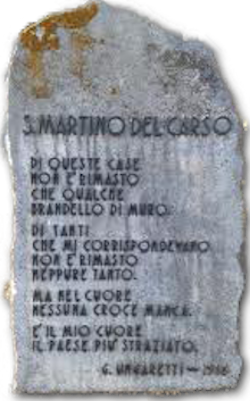 S. MARTINO DEL CARSO
DI QUESTE CASE
NON È RIMASTO
CHE QUALCHE
BRANDELLO DI MURO.
DI TANTI
CHE MI CORRISPONDEVANO
NON È RIMASTO
NEPPURE TANTO.
MA NEL CUORE
NESSUNA CROCE MANCA.
È IL MIO CUORE
IL PAESE PIÙ STRAZIATO.
G. UNGARETTI - 1916